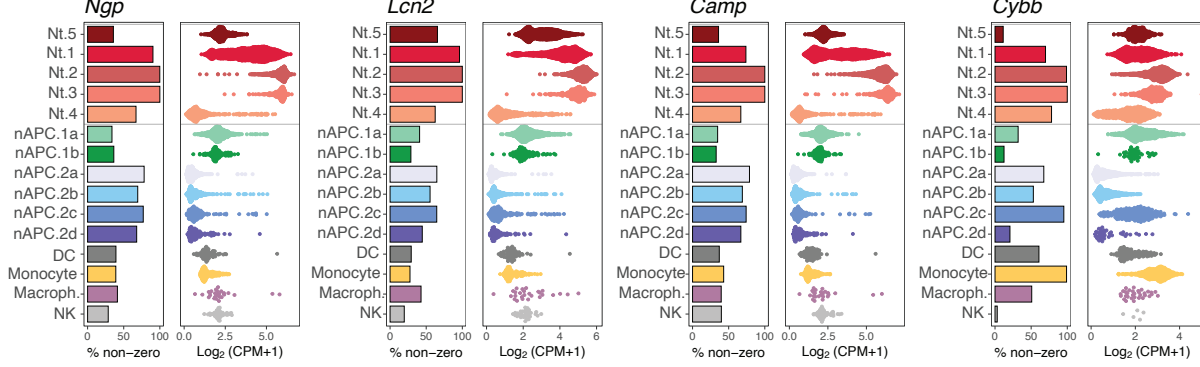 Ngp
Nt.5
Nt.1
Nt.2
Nt.3
Nt.4
nAPC.1a
nAPC.1b
nAPC.2a
nAPC.2b
nAPC.2c
nAPC.2d
DC
Monocyte
Macroph.
NK
0 50 100 0 2.5 5.0
% non−zero Log₂ (CPM+1)
Lcn2
Nt.5
Nt.1
Nt.2
Nt.3
Nt.4
nAPC.1a
nAPC.1b
nAPC.2a
nAPC.2b
nAPC.2c
nAPC.2d
DC
Monocyte
Macroph.
NK
0 50 100 0 2 4 6
% non−zero Log₂ (CPM+1)
Camp
Nt.5
Nt.1
Nt.2
Nt.3
Nt.4
nAPC.1a
nAPC.1b
nAPC.2a
nAPC.2b
nAPC.2c
nAPC.2d
DC
Monocyte
Macroph.
NK
0 50 100 0 2.5 5.0
% non−zero Log₂ (CPM+1)
Cybb
Nt.5
Nt.1
Nt.2
Nt.3
Nt.4
nAPC.1a
nAPC.1b
nAPC.2a
nAPC.2b
nAPC.2c
nAPC.2d
DC
Monocyte
Macroph.
NK
0 50 100 0 2 4
% non−zero Log₂ (CPM+1)